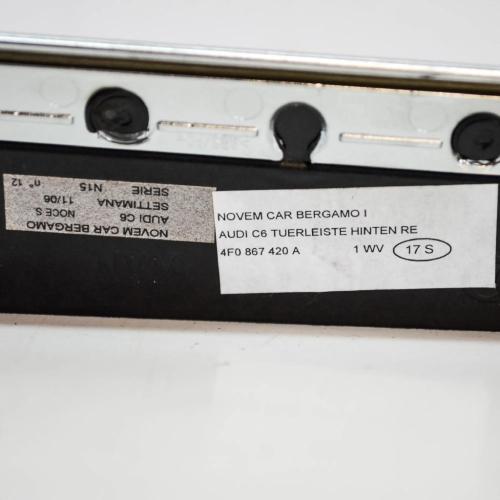 NOVEM CAR BERGAMO
AUDI C6 NOCE S
SETTIMANA 11/06
SERIE N15 n° 12
NOVEM CAR BERGAMO I
AUDI C6 TUERLEISTE HINTEN RE
4F0 867 420 A 1 WV 17 S